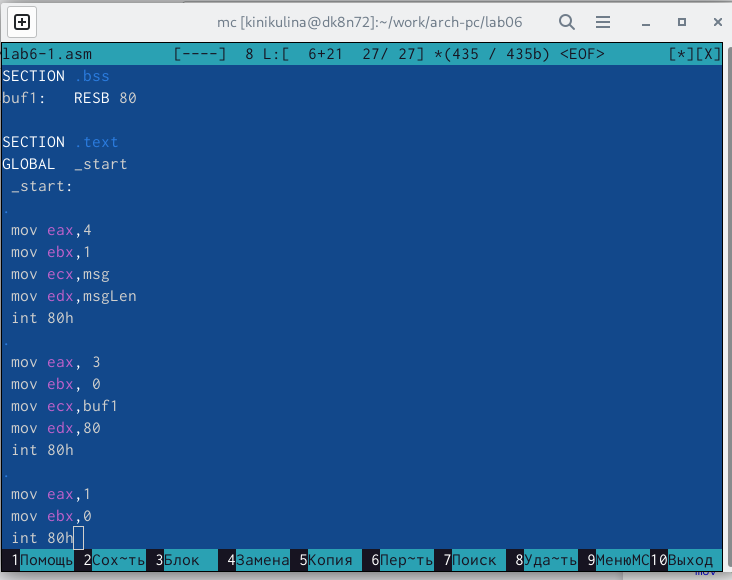 mc [kinikulina@dk8n72]:~/work/arch-pc/lab06
lab6-1.asm [----] 8 L:[ 6+21 27/ 27] *(435 / 435b) <EOF> [*][X]
SECTION .bss
buf1: RESB 80
SECTION .text
GLOBAL _start
_start:
.
mov eax,4
mov ebx,1
mov ecx,msg
mov edx,msgLen
int 80h
.
mov eax, 3
mov ebx, 0
mov ecx,buf1
mov edx,80
int 80h
.
mov eax,1
mov ebx,0
int 80h
1Помощь 2Сох~ть 3Блок 4Замена 5Копия 6Пер~ть 7Поиск 8Уда~ть 9МенюMC 10Выход
mov